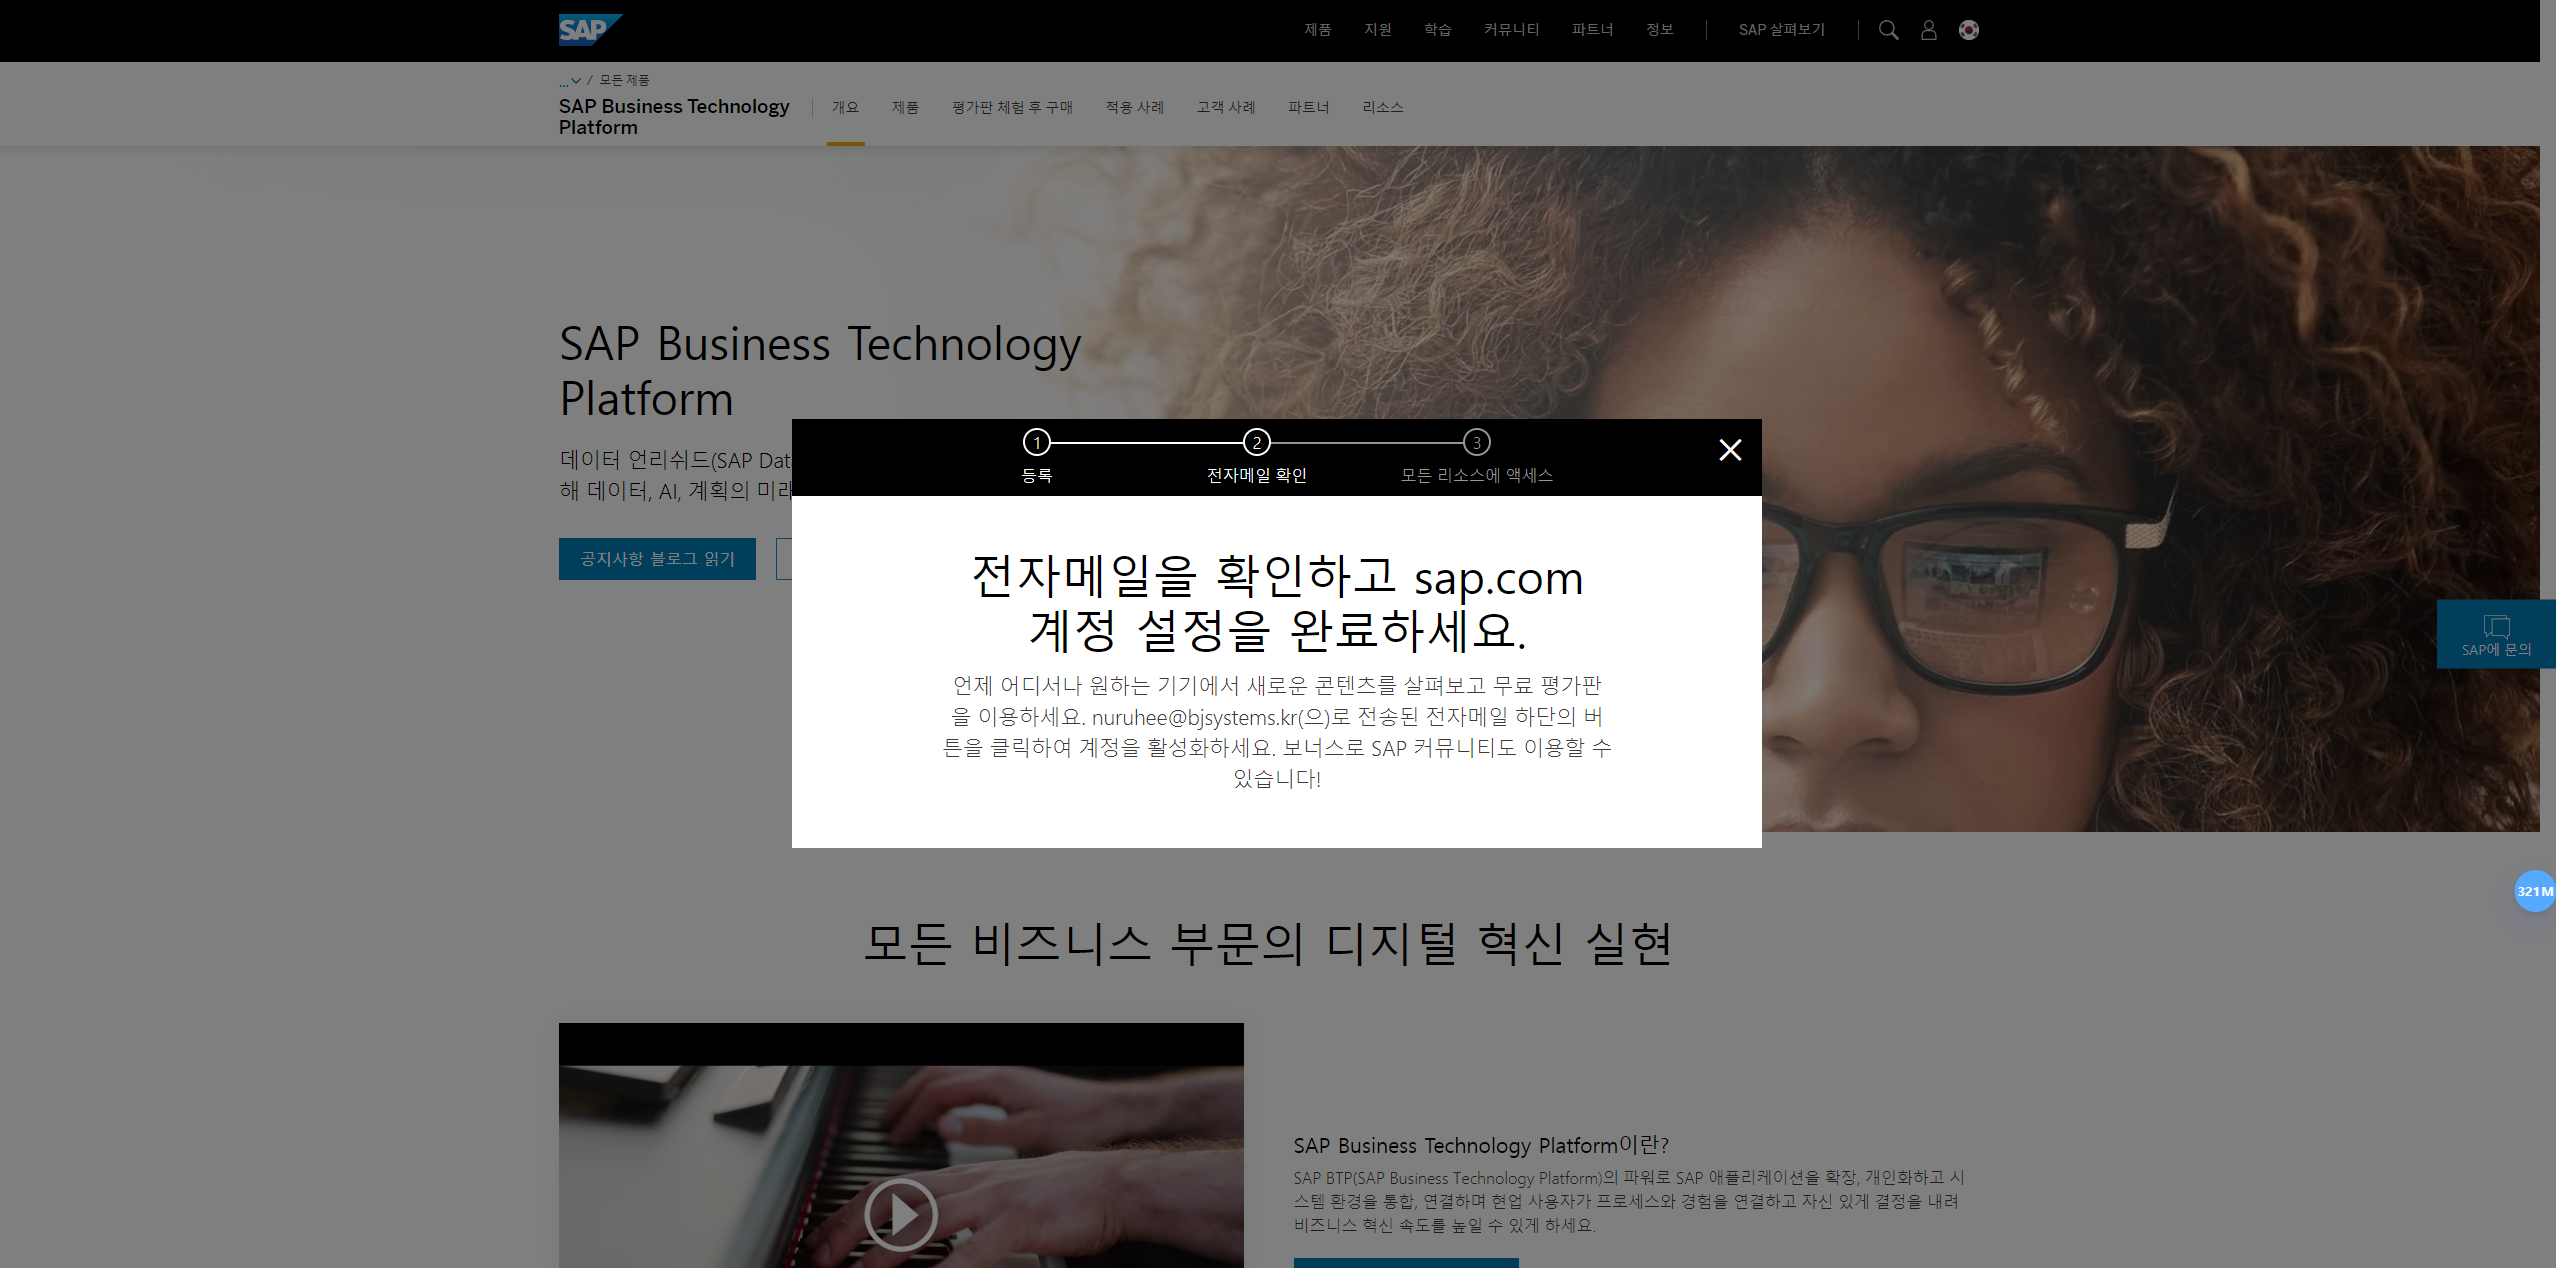 SAP
제품 지원 학습 커뮤니티 파트너 정보 SAP 살펴보기
... / 모든 제품
SAP Business Technology
Platform
개요 제품 평가판 체험 후 구매 적용 사례 고객 사례 파트너 리소스
SAP Business Technology
Platform
데이터 언리쉬드(SAP Dat
해 데이터, AI, 계획의 미래
공지사항 블로그 읽기
1 2 3
등록 전자메일 확인 모든 리소스에 액세스
전자메일을 확인하고 sap.com
계정 설정을 완료하세요.
언제 어디서나 원하는 기기에서 새로운 콘텐츠를 살펴보고 무료 평가판
을 이용하세요. nuruhee@bjsystems.kr(으)로 전송된 전자메일 하단의 버
튼을 클릭하여 계정을 활성화하세요. 보너스로 SAP 커뮤니티도 이용할 수
있습니다!
SAP에 문의
321M
모든 비즈니스 부문의 디지털 혁신 실현
SAP Business Technology Platform이란?
SAP BTP(SAP Business Technology Platform)의 파워로 SAP 애플리케이션을 확장, 개인화하고 시
스템 환경을 통합, 연결하며 현업 사용자가 프로세스와 경험을 연결하고 자신 있게 결정을 내려
비즈니스 혁신 속도를 높일 수 있게 하세요.